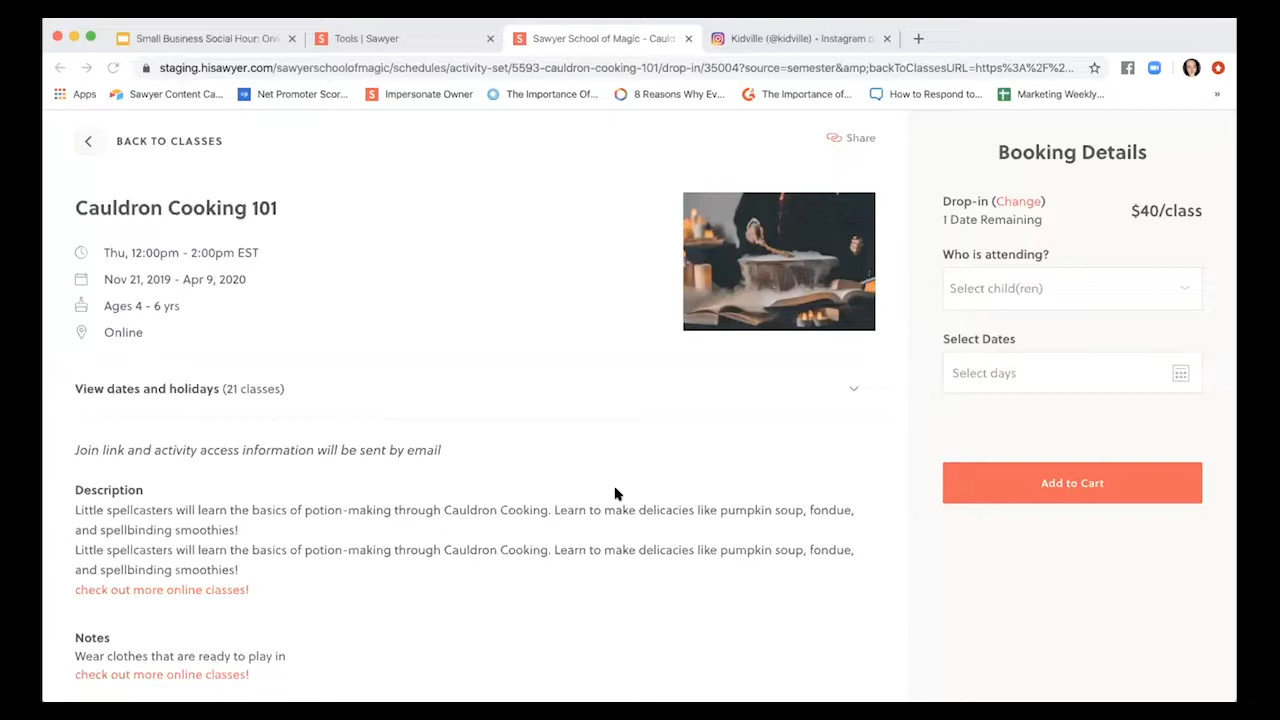 Small Business Social Hour: Onli
Tools | Sawyer
Sawyer School of Magic - Cauld
Kidville (@kidville) • Instagram p
staging.hisawyer.com/sawyerschoolofmagic/schedules/activity-set/5593-cauldron-cooking-101/drop-in/35004?source=semester&amp;backToClassesURL=https%3A%2F%2...
Apps
Sawyer Content Ca...
Net Promoter Scor...
Impersonate Owner
The Importance Of...
8 Reasons Why Ev...
The Importance of...
How to Respond to...
Marketing Weekly...
»
BACK TO CLASSES
Share
Cauldron Cooking 101
Thu, 12:00pm - 2:00pm EST
Nov 21, 2019 - Apr 9, 2020
Ages 4 - 6 yrs
Online
View dates and holidays (21 classes)
Join link and activity access information will be sent by email
Description
Little spellcasters will learn the basics of potion-making through Cauldron Cooking. Learn to make delicacies like pumpkin soup, fondue,
and spellbinding smoothies!
Little spellcasters will learn the basics of potion-making through Cauldron Cooking. Learn to make delicacies like pumpkin soup, fondue,
and spellbinding smoothies!
check out more online classes!
Notes
Wear clothes that are ready to play in
check out more online classes!
Booking Details
Drop-in (Change)
1 Date Remaining
$40/class
Who is attending?
Select child(ren)
Select Dates
Select days
Add to Cart